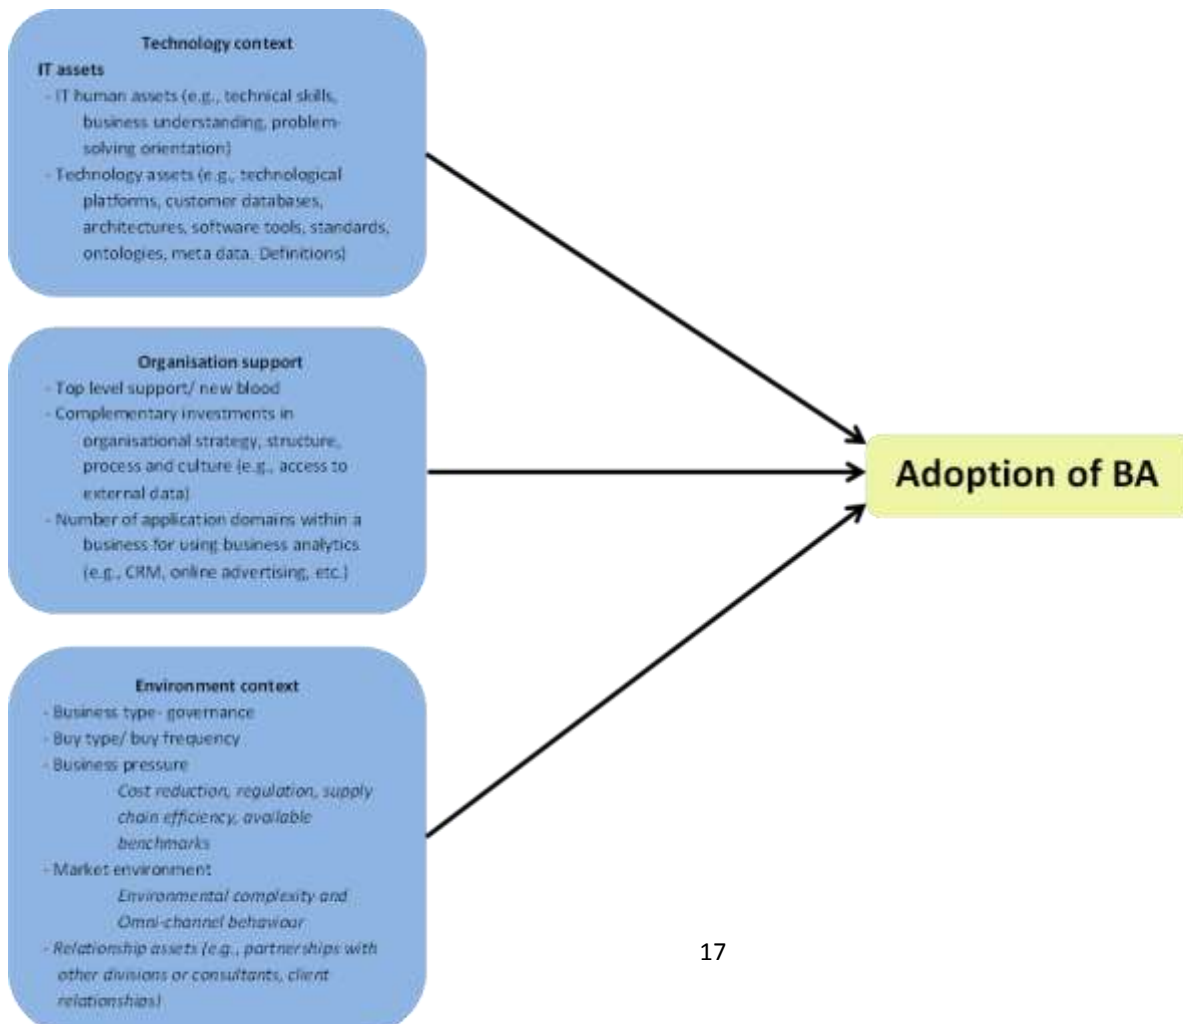 Technology context
IT assets
- IT human assets (e.g., technical skills,
business understanding, problem-
solving orientation)
- Technology assets (e.g., technological
platforms, customer databases,
architectures, software tools, standards,
ontologies, meta data. Definitions)
Organisation support
- Top level support/ new blood
- Complementary investments in
organisational strategy, structure,
process and culture (e.g., access to
external data)
- Number of application domains within a
business for using business analytics
(e.g., CRM, online advertising, etc.)
Adoption of BA
Environment context
- Business type- governance
- Buy type/ buy frequency
- Business pressure
Cost reduction, regulation, supply
chain efficiency, available
benchmarks
- Market environment
Environmental complexity and
Omni-channel behaviour
- Relationship assets (e.g., partnerships with
other divisions or consultants, client
relationships)
17